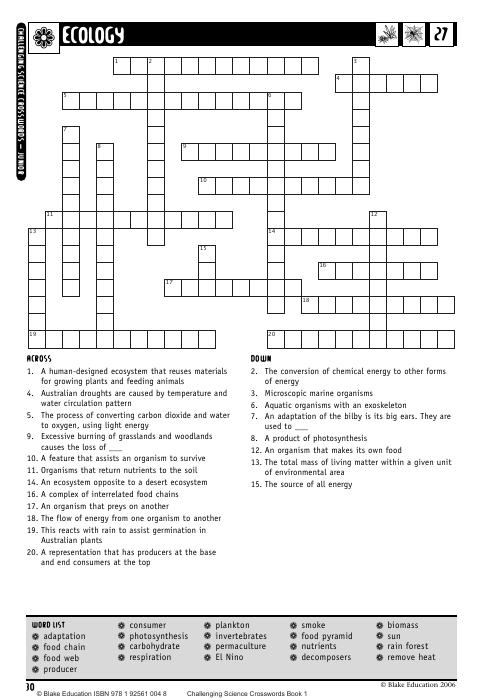 CHALLENGING SCIENCE CROSSWORDS – JUNIOR
ECOLOGY
27
1
2
3
4
5
6
7
8
9
10
11
12
13
14
15
16
17
18
19
20
ACROSS
1. A human-designed ecosystem that reuses materials
for growing plants and feeding animals
4. Australian droughts are caused by temperature and
water circulation pattern
5. The process of converting carbon dioxide and water
to oxygen, using light energy
9. Excessive burning of grasslands and woodlands
causes the loss of ___
10. A feature that assists an organism to survive
11. Organisms that return nutrients to the soil
14. An ecosystem opposite to a desert ecosystem
16. A complex of interrelated food chains
17. An organism that preys on another
18. The flow of energy from one organism to another
19. This reacts with rain to assist germination in
Australian plants
20. A representation that has producers at the base
and end consumers at the top
DOWN
2. The conversion of chemical energy to other forms
of energy
3. Microscopic marine organisms
6. Aquatic organisms with an exoskeleton
7. An adaptation of the bilby is its big ears. They are
used to ___
8. A product of photosynthesis
12. An organism that makes its own food
13. The total mass of living matter within a given unit
of environmental area
15. The source of all energy
WORD LIST
adaptation
food chain
food web
producer
consumer
photosynthesis
carbohydrate
respiration
plankton
invertebrates
permaculture
El Nino
smoke
food pyramid
nutrients
decomposers
biomass
sun
rain forest
remove heat
30
© Blake Education 2006
© Blake Education ISBN 978 1 92561 004 8 Challenging Science Crosswords Book 1